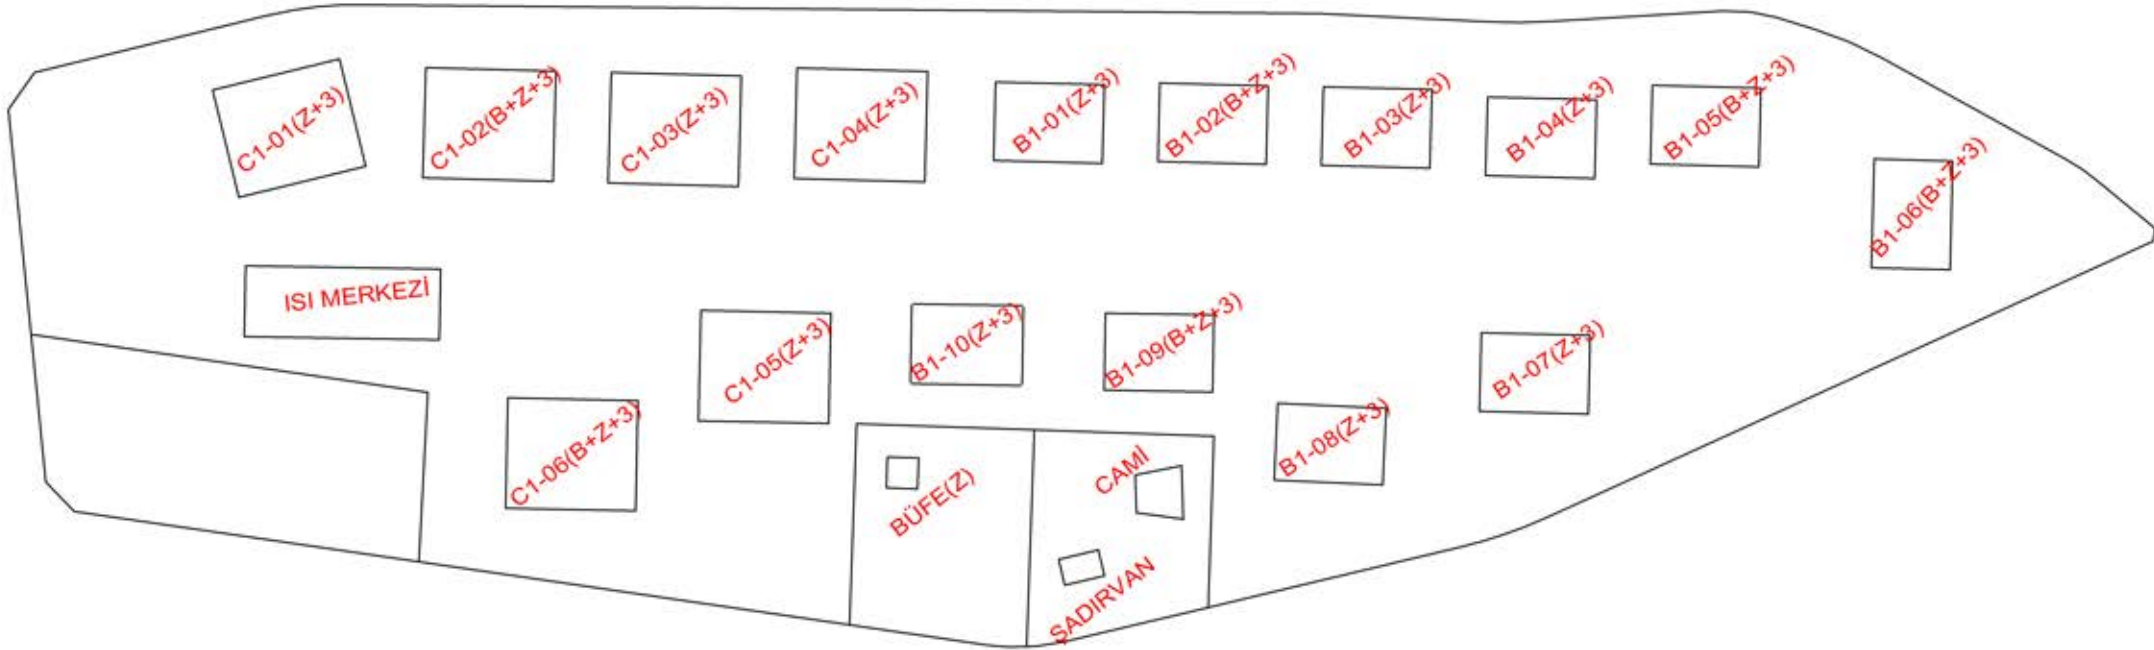 C1-01(Z+3)
C1-02(B+Z+3)
C1-03(Z+3)
C1-04(Z+3)
B1-01(Z+3)
B1-02(B+Z+3)
B1-03(Z+3)
B1-04(Z+3)
B1-05(B+Z+3)
B1-06(B+Z+3)
ISI MERKEZİ
C1-05(Z+3)
B1-10(Z+3)
B1-09(B+Z+3)
B1-07(Z+3)
C1-06(B+Z+3)
B1-08(Z+3)
BÜFE(Z)
CAMİ
ŞADIRVAN